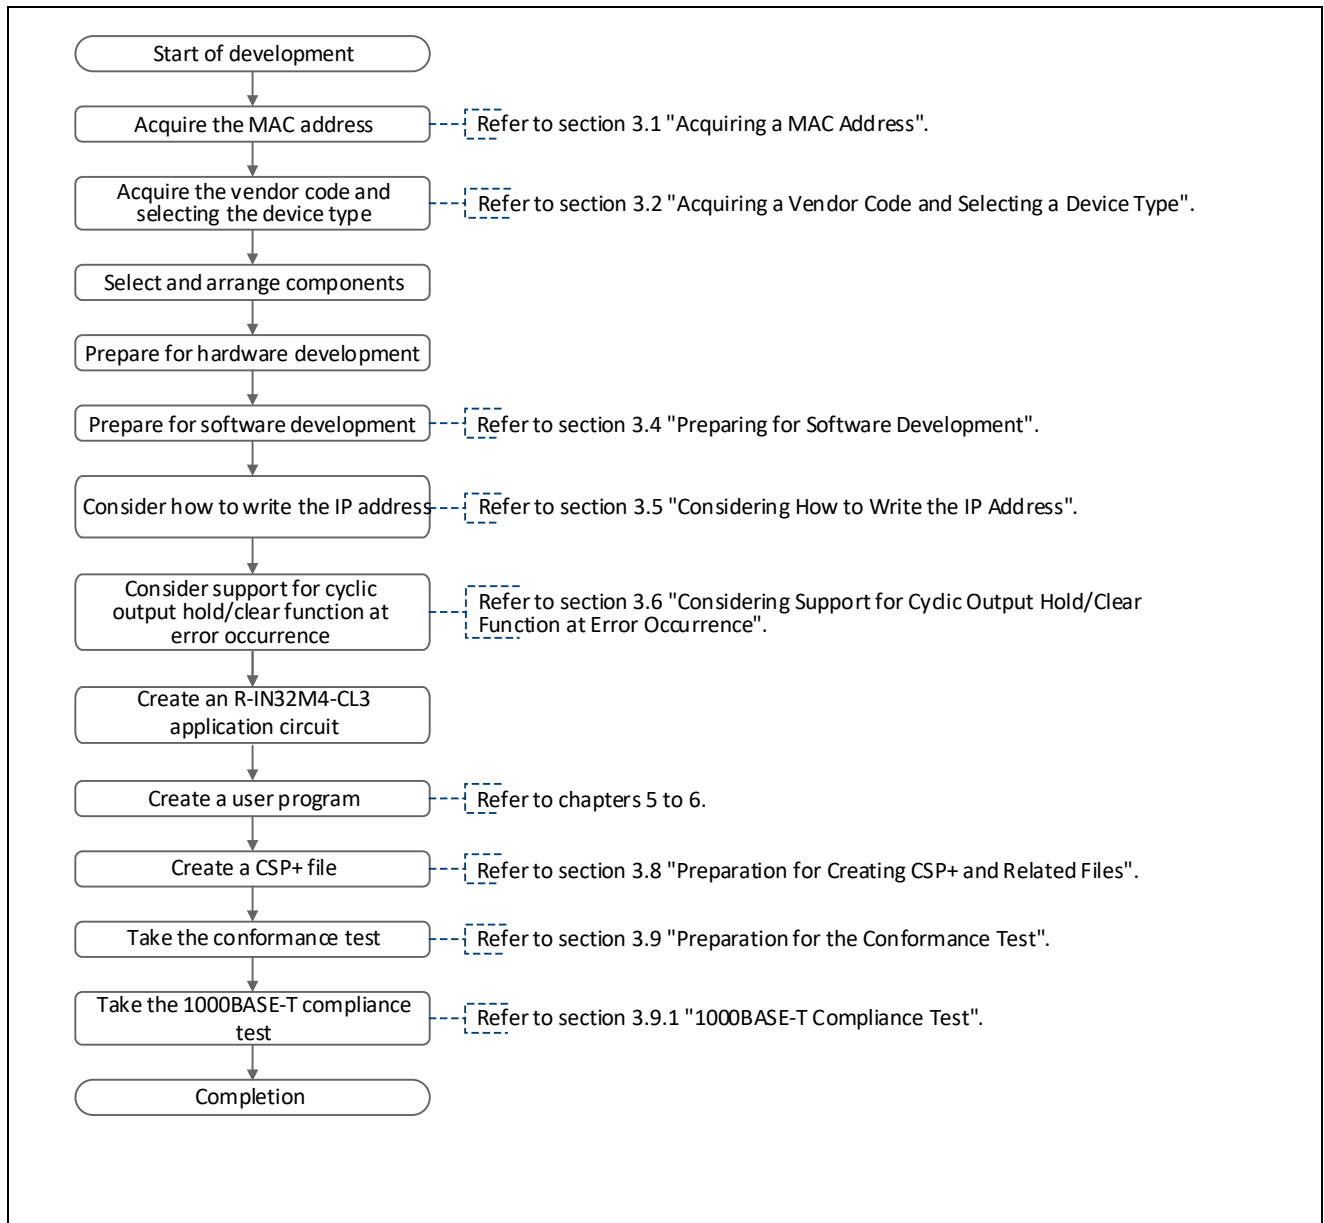 Start of development
Acquire the MAC address
Refer to section 3.1 "Acquiring a MAC Address".
Acquire the vendor code and
selecting the device type
Refer to section 3.2 "Acquiring a Vendor Code and Selecting a Device Type".
Select and arrange components
Prepare for hardware development
Prepare for software development
Refer to section 3.4 "Preparing for Software Development".
Consider how to write the IP address
Refer to section 3.5 "Considering How to Write the IP Address".
Consider support for cyclic
output hold/clear function at
error occurrence
Refer to section 3.6 "Considering Support for Cyclic Output Hold/Clear
Function at Error Occurrence".
Create an R-IN32M4-CL3
application circuit
Create a user program
Refer to chapters 5 to 6.
Create a CSP+ file
Refer to section 3.8 "Preparation for Creating CSP+ and Related Files".
Take the conformance test
Refer to section 3.9 "Preparation for the Conformance Test".
Take the 1000BASE-T compliance
test
Refer to section 3.9.1 "1000BASE-T Compliance Test".
Completion